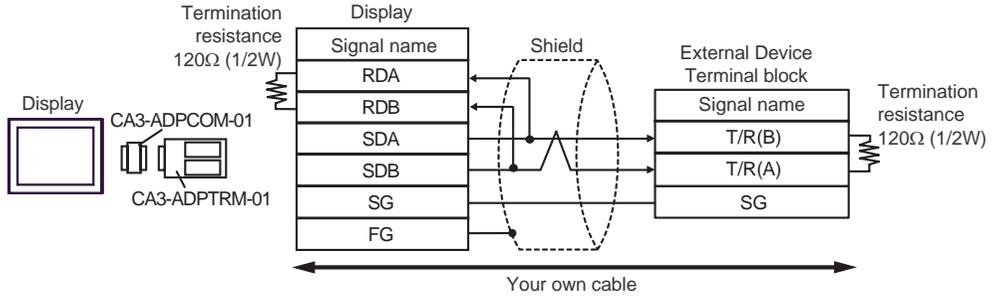 Termination
resistance
120Ω (1/2W)
Display
Signal name
RDA
RDB
SDA
SDB
SG
FG
Shield
External Device
Terminal block
Signal name
T/R(B)
T/R(A)
SG
Termination
resistance
120Ω (1/2W)
Display
CA3-ADPCOM-01
CA3-ADPTRM-01
Your own cable